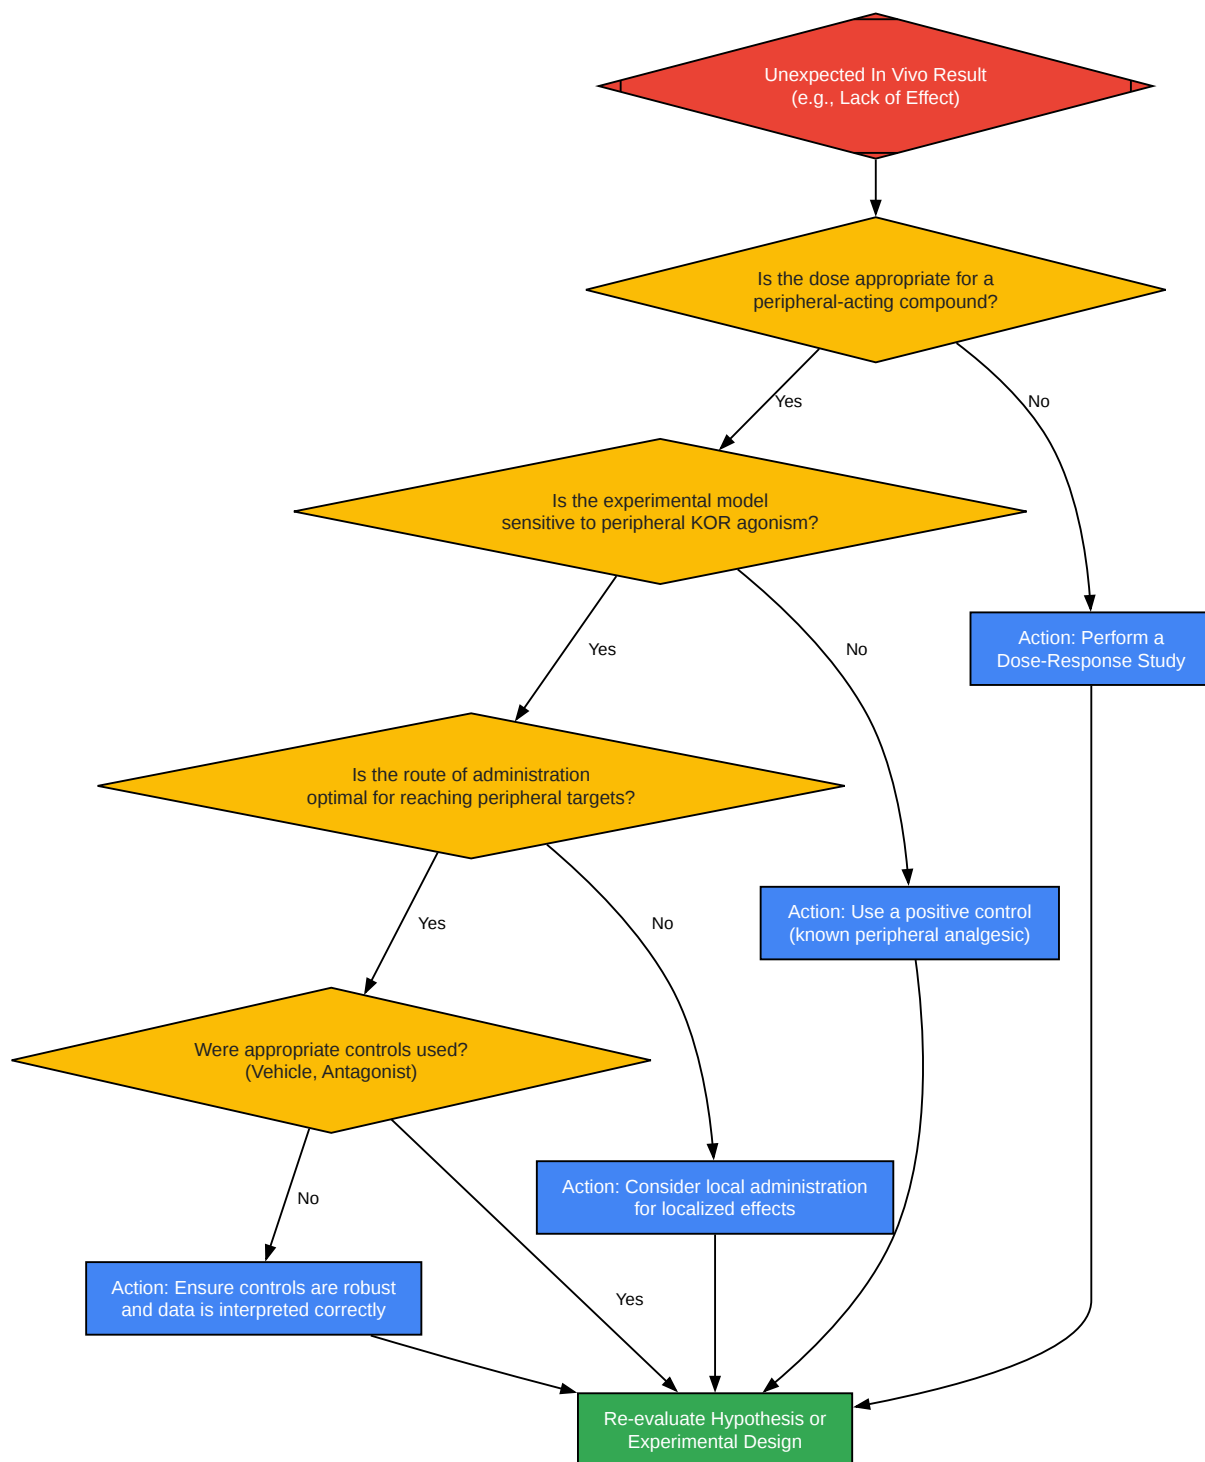 Unexpected In Vivo Result
(e.g., Lack of Effect)
Is the dose appropriate for a
peripheral-acting compound?
Yes
No
Is the experimental model
sensitive to peripheral KOR agonism?
Yes
No
Action: Perform a
Dose-Response Study
Is the route of administration
optimal for reaching peripheral targets?
Yes
No
Action: Use a positive control
(known peripheral analgesic)
Were appropriate controls used?
(Vehicle, Antagonist)
No
Yes
Action: Consider local administration
for localized effects
Action: Ensure controls are robust
and data is interpreted correctly
Re-evaluate Hypothesis or
Experimental Design